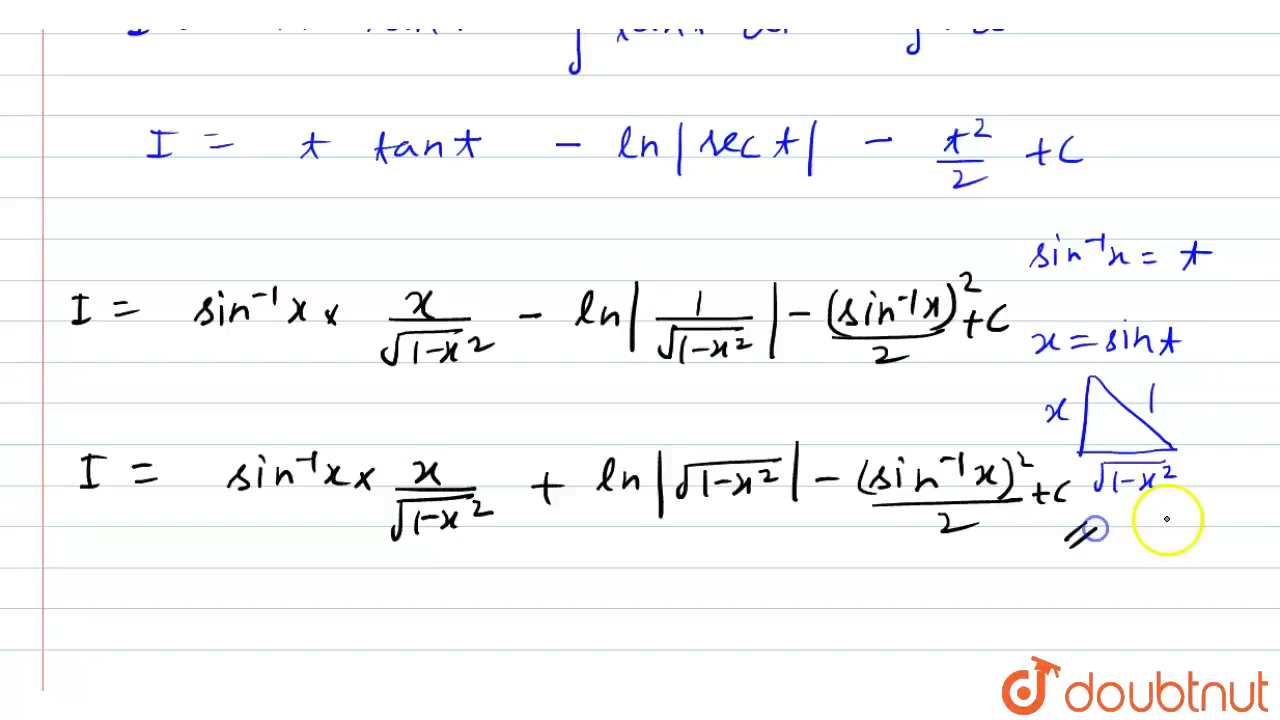 I = t tan t - ln|sec t| - t²/2 + C
sin⁻¹x = t
I = sin⁻¹x × x/√1-x² - ln|1/√1-x²| - (sin⁻¹x)²/2 + C
x = sin t
x 1
√1-x²
I = sin⁻¹x × x/√1-x² + ln|√1-x²| - (sin⁻¹x)²/2 + C
doubtnut